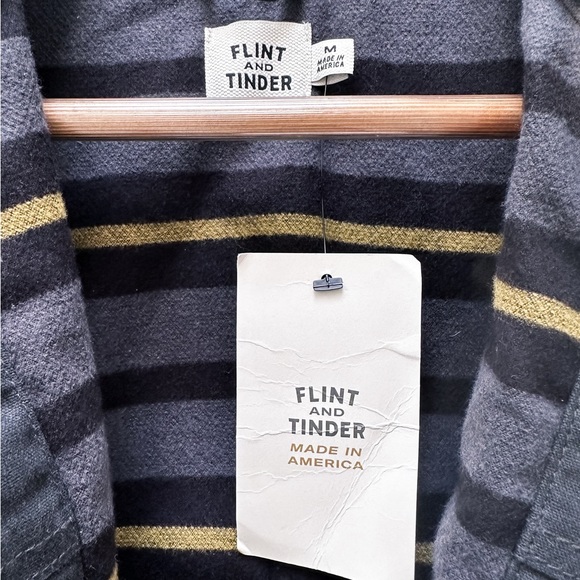 FLINT
AND
TINDER
M
MADE IN
AMERICA
FLINT
AND
TINDER
MADE IN
AMERICA